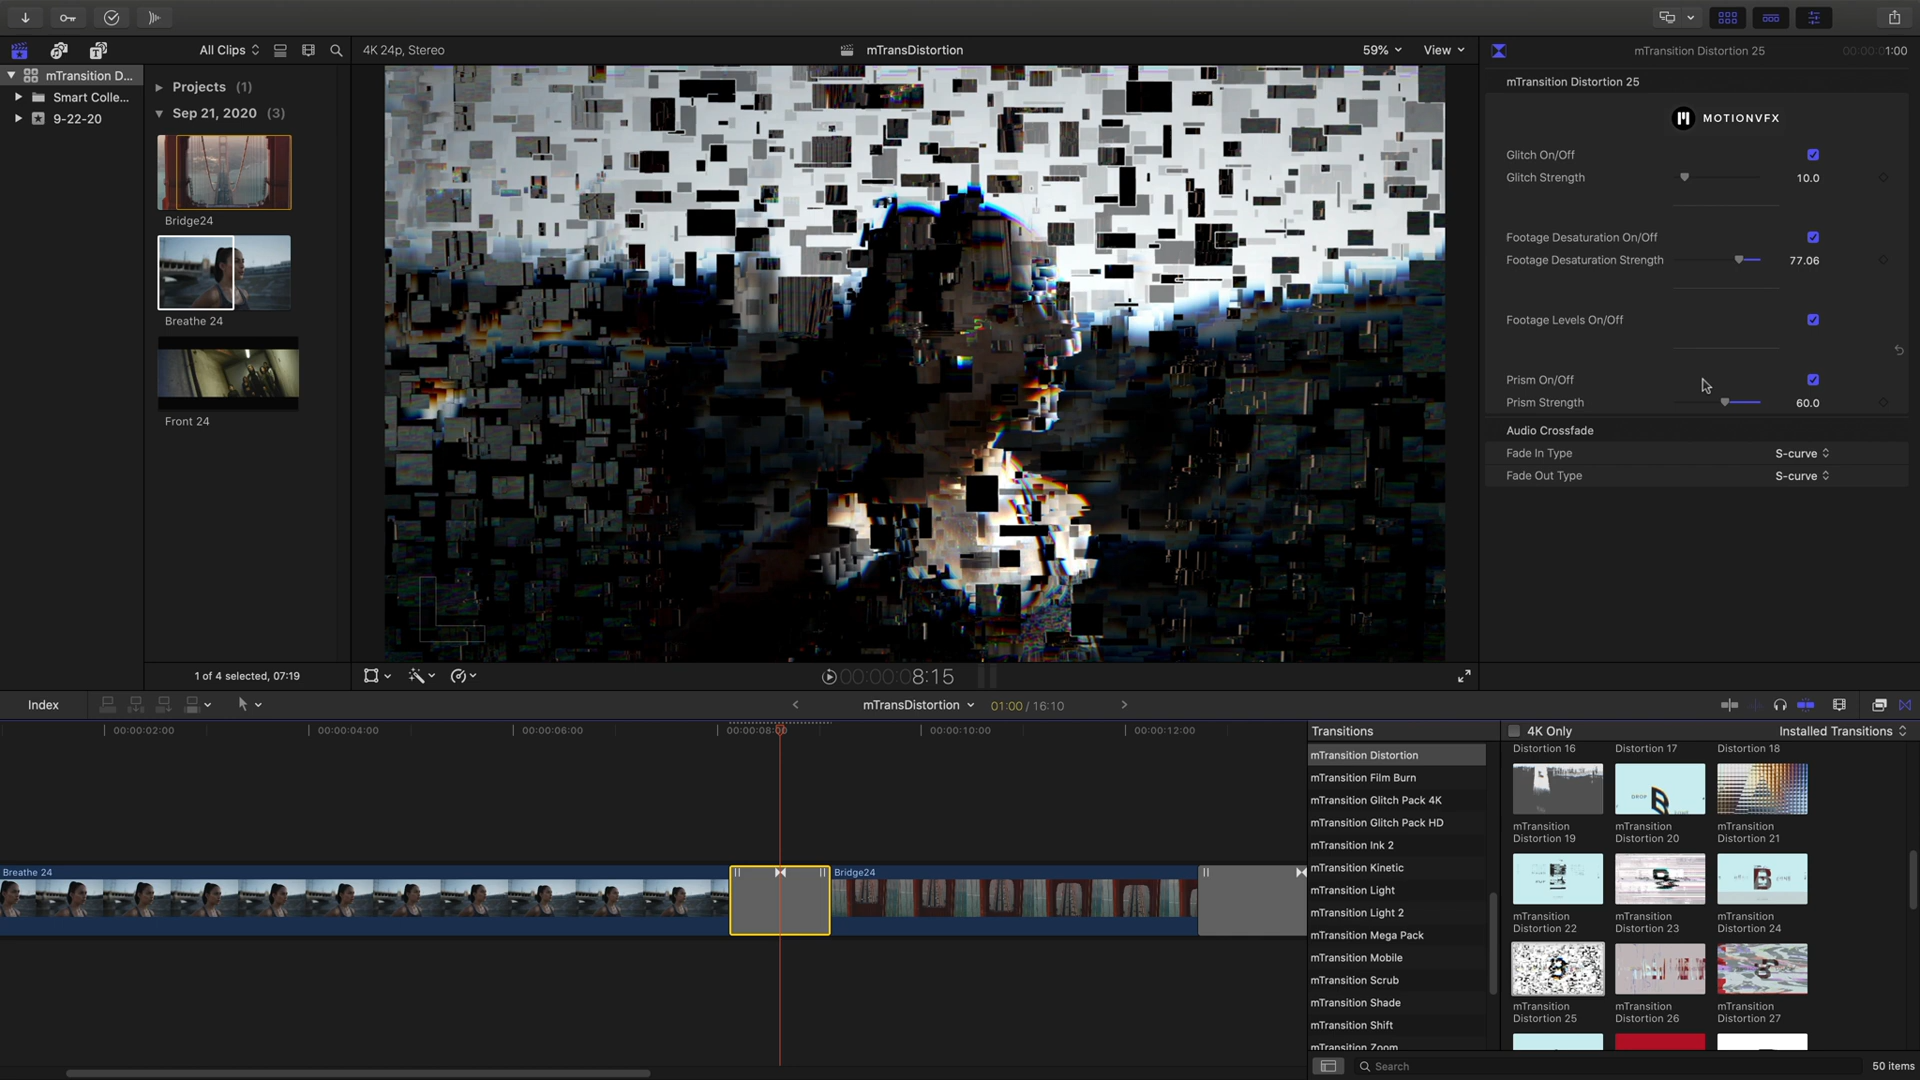 All Clips
4K 24p, Stereo
mTransDistortion
59%
View
mTransition Distortion 25
00:00:01:00
mTransition D...
Smart Colle...
9-22-20
Projects (1)
Sep 21, 2020 (3)
Bridge24
Breathe 24
Front 24
1 of 4 selected, 07:19
00:00:08:15
mTransition Distortion 25
MOTIONVFX
Glitch On/Off
Glitch Strength 10.0
Footage Desaturation On/Off
Footage Desaturation Strength 77.06
Footage Levels On/Off
Prism On/Off
Prism Strength 60.0
Audio Crossfade
Fade In Type S-curve
Fade Out Type S-curve
Index
mTransDistortion
01:00 / 16:10
00:00:02:00
00:00:04:00
00:00:06:00
00:00:08:00
00:00:10:00
00:00:12:00
Breathe 24
Bridge24
Transitions
mTransition Distortion
mTransition Film Burn
mTransition Glitch Pack 4K
mTransition Glitch Pack HD
mTransition Ink 2
mTransition Kinetic
mTransition Light
mTransition Light 2
mTransition Mega Pack
mTransition Mobile
mTransition Scrub
mTransition Shade
mTransition Shift
mTransition Zoom
4K Only
Installed Transitions
Distortion 16
Distortion 17
Distortion 18
mTransition
Distortion 19
mTransition
Distortion 20
mTransition
Distortion 21
mTransition
Distortion 22
mTransition
Distortion 23
mTransition
Distortion 24
mTransition
Distortion 25
mTransition
Distortion 26
mTransition
Distortion 27
Search
50 items